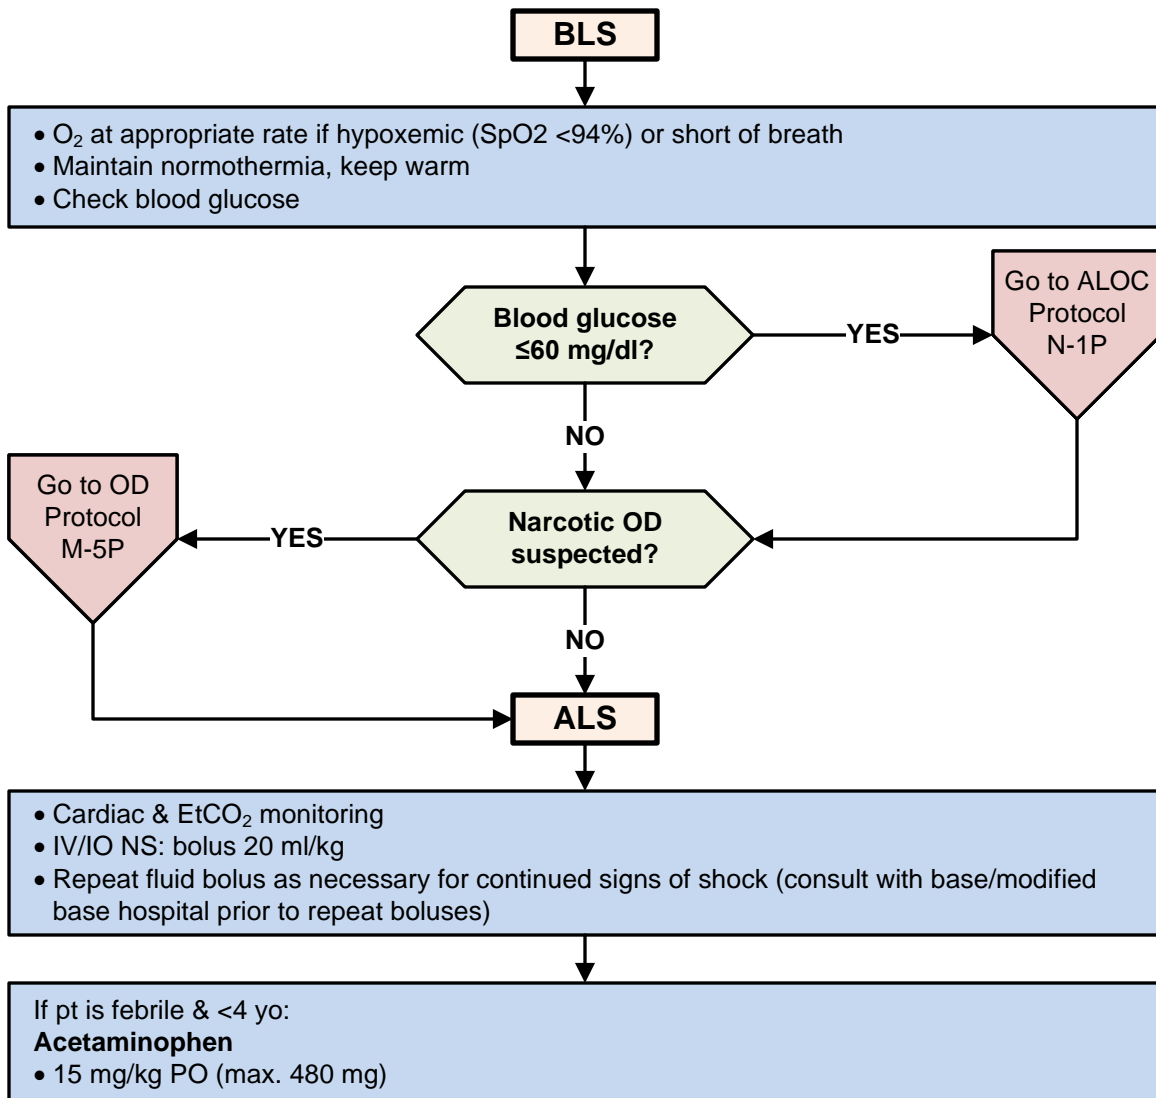 BLS
• O₂ at appropriate rate if hypoxemic (SpO2 <94%) or short of breath
• Maintain normothermia, keep warm
• Check blood glucose
Blood glucose
≤60 mg/dl?
YES
Go to ALOC
Protocol
N-1P
NO
Go to OD
Protocol
M-5P
YES
Narcotic OD
suspected?
NO
ALS
• Cardiac & EtCO₂ monitoring
• IV/IO NS: bolus 20 ml/kg
• Repeat fluid bolus as necessary for continued signs of shock (consult with base/modified
base hospital prior to repeat boluses)
If pt is febrile & <4 yo:
Acetaminophen
• 15 mg/kg PO (max. 480 mg)